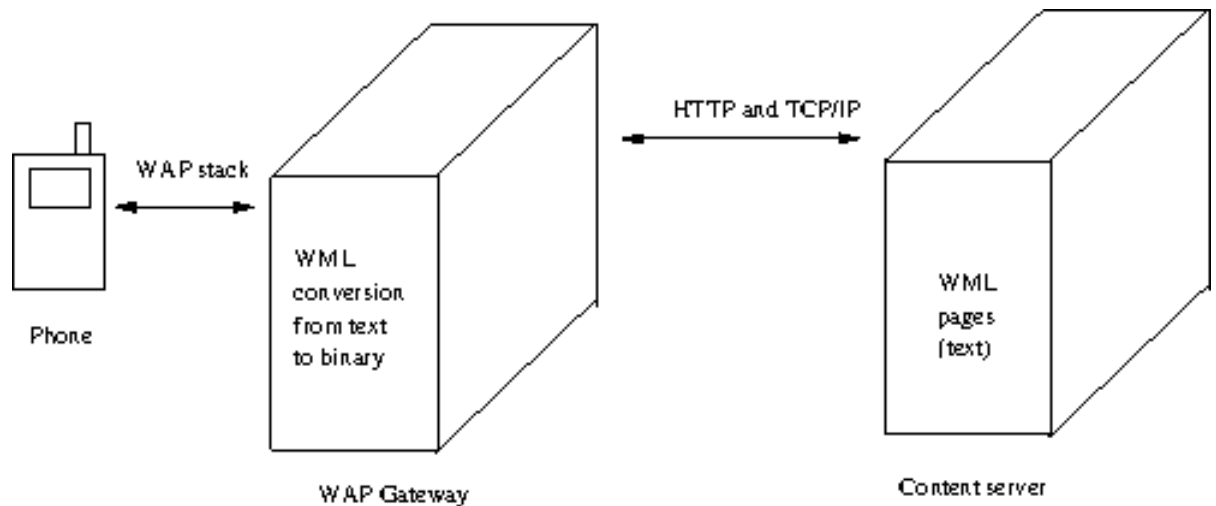 HTTP and TCP/IP
WAP stack
WML
conversion
from text
to binary
WML
pages
(text)
Phone
WAP Gateway
Content server